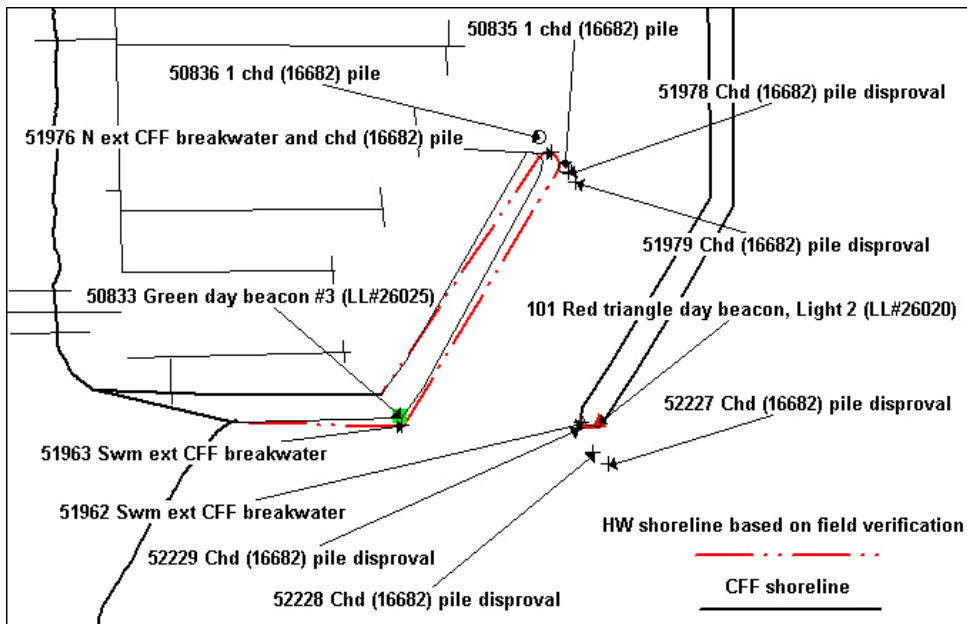 50835 1 chd (16682) pile
50836 1 chd (16682) pile
51978 Chd (16682) pile disproval
51976 N ext CFF breakwater and chd (16682) pile
51979 Chd (16682) pile disproval
50833 Green day beacon #3 (LL#26025)
101 Red triangle day beacon, Light 2 (LL#26020)
52227 Chd (16682) pile disproval
51963 Swm ext CFF breakwater
51962 Swm ext CFF breakwater
HW shoreline based on field verification
52229 Chd (16682) pile disproval
CFF shoreline
52228 Chd (16682) pile disproval